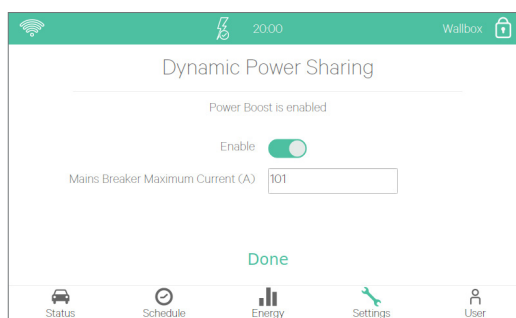 20:00 Wallbox
Dynamic Power Sharing
Power Boost is enabled
Enable
Mains Breaker Maximum Current (A) 101
Done
Status Schedule Energy Settings User